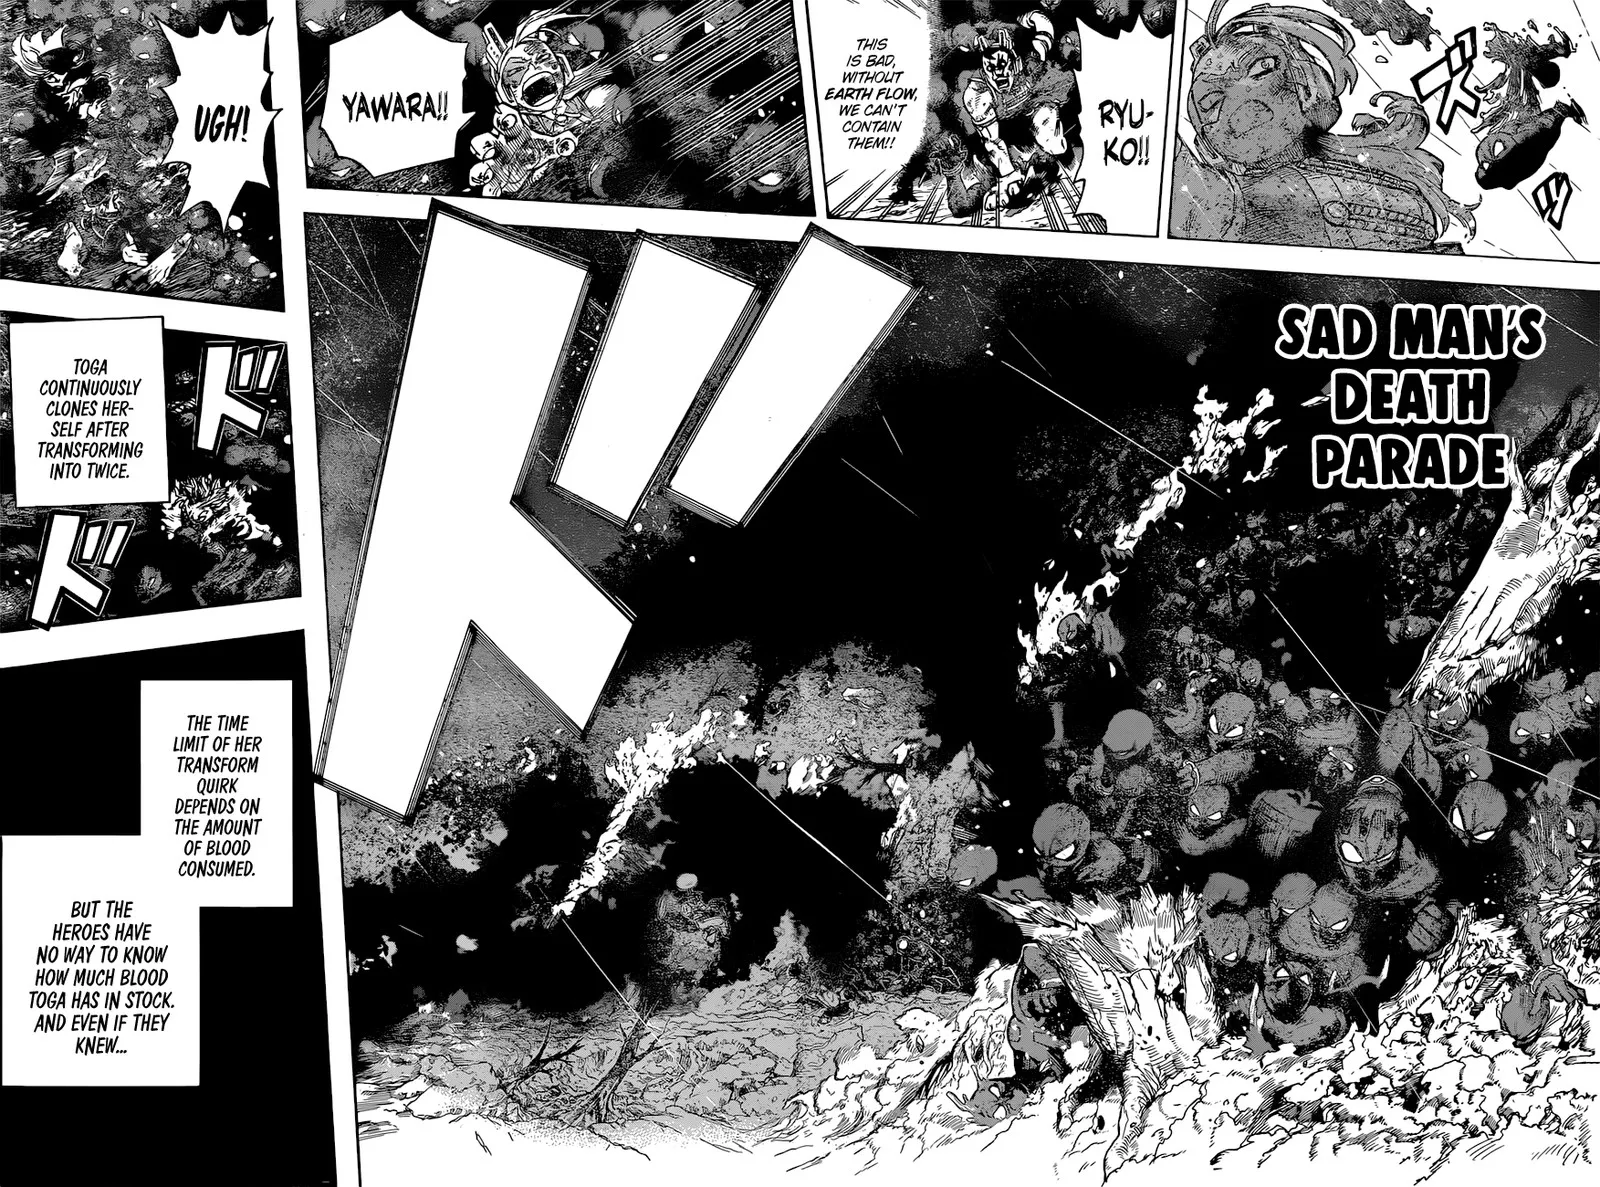 ズ
ッ
RYU-
KO!!
THIS
IS BAD,
WITHOUT
EARTH FLOW,
WE CAN'T
CONTAIN
THEM!!
YAWARA!!
UGH!
SAD MAN'S
DEATH
PARADE
ド
TOGA
CONTINUOUSLY
CLONES HER-
SELF AFTER
TRANSFORMING
INTO TWICE.
ド
ド
THE TIME
LIMIT OF HER
TRANSFORM
QUIRK
DEPENDS ON
THE AMOUNT
OF BLOOD
CONSUMED.
BUT THE
HEROES HAVE
NO WAY TO KNOW
HOW MUCH BLOOD
TOGA HAS IN STOCK.
AND EVEN IF THEY
KNEW...